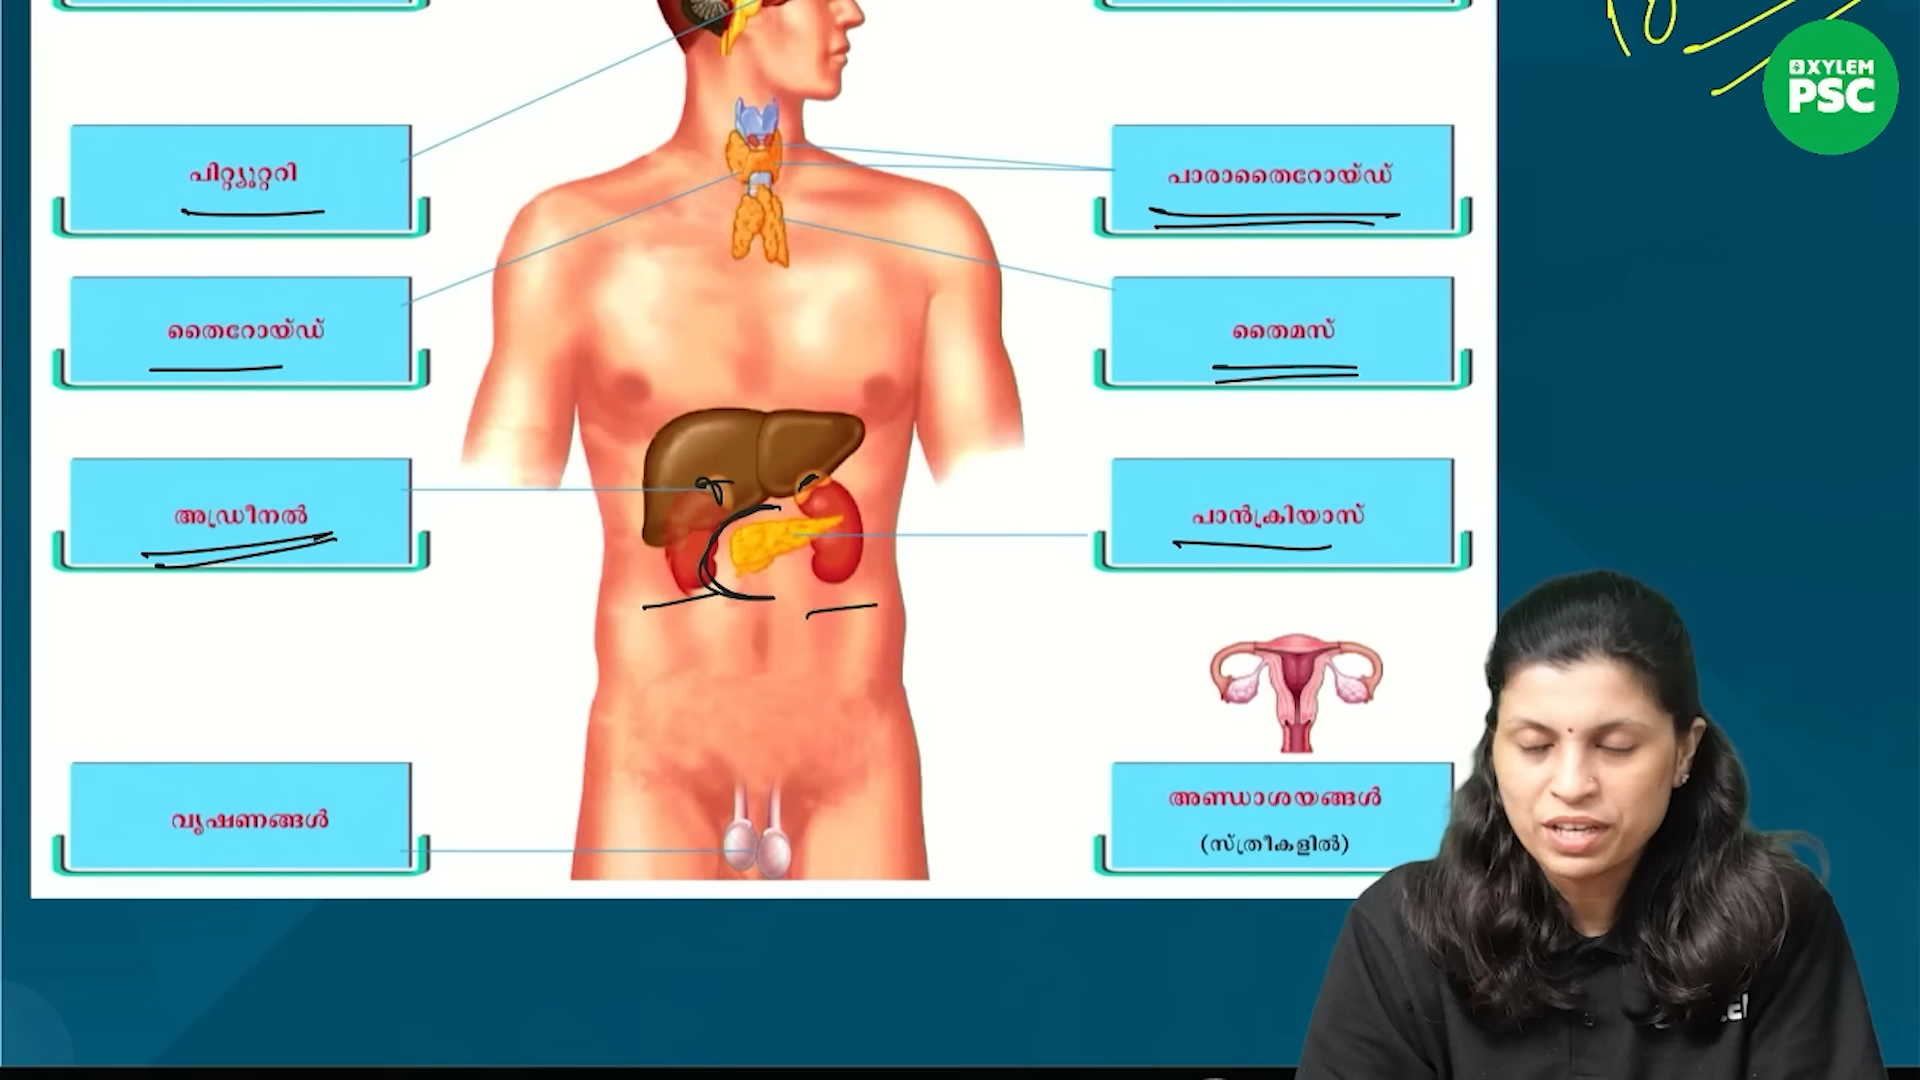 XYLEM
PSC
പിറ്റ്യൂറ്ററി
പാരാതൈറോയ്ഡ്
തൈറോയ്ഡ്
തൈമസ്
അഡ്രീനൽ
പാൻക്രിയാസ്
വൃഷണങ്ങൾ
അണ്ഡാശയങ്ങൾ
(സ്ത്രീകളിൽ)